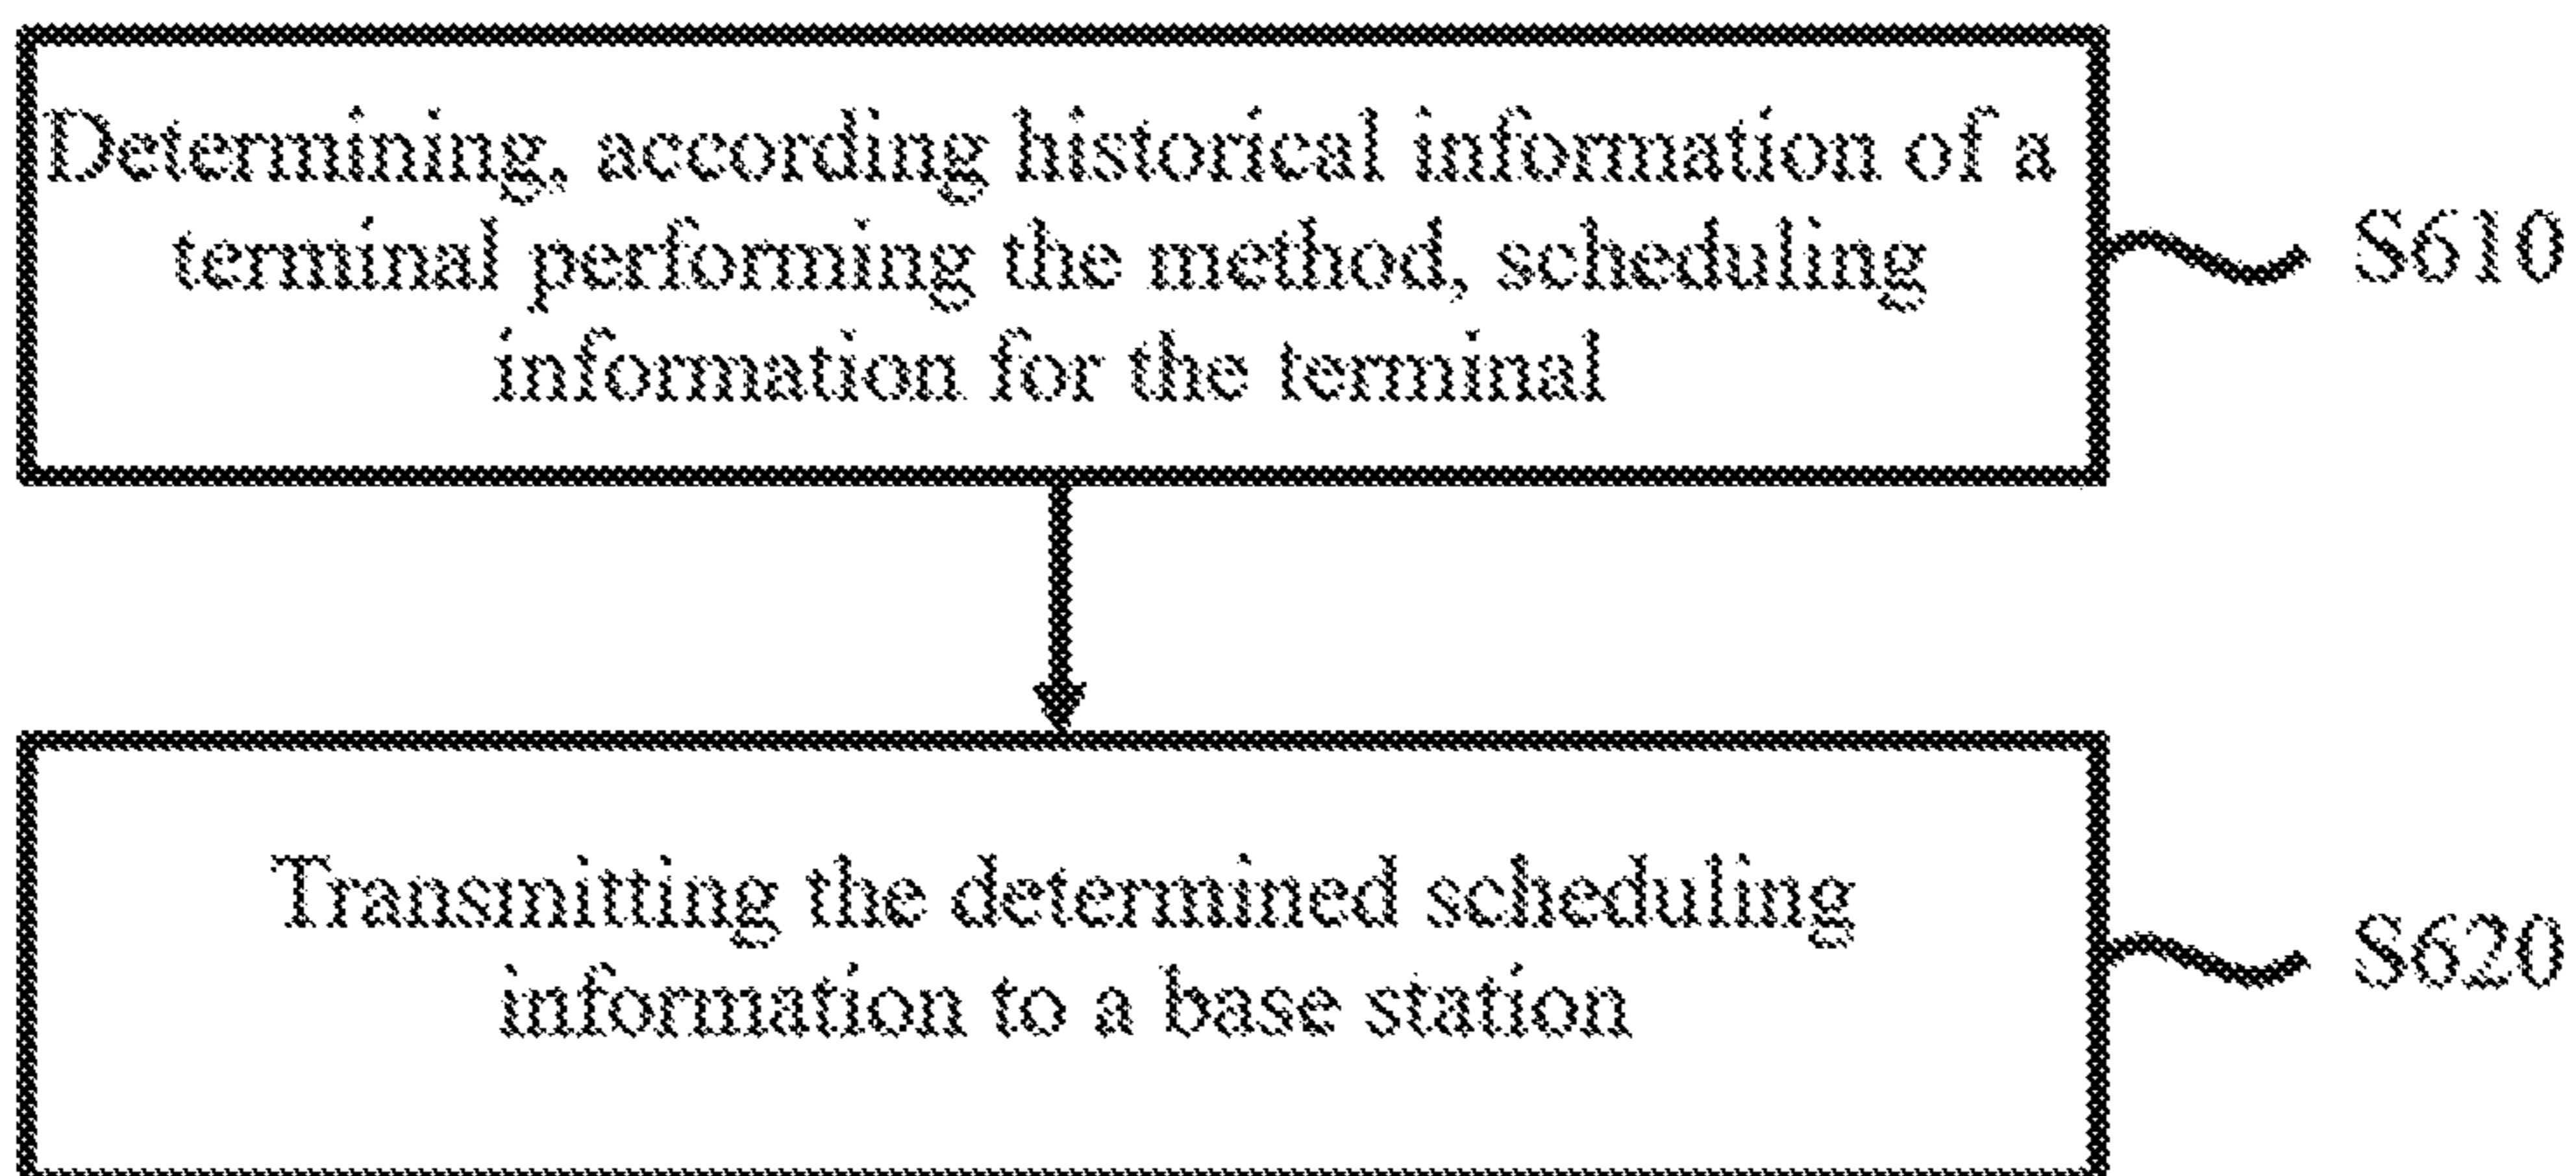 Determining, according historical information of a
terminal performing the method, scheduling
information for the terminal
S610
Transmitting the determined scheduling
information to a base station
S620